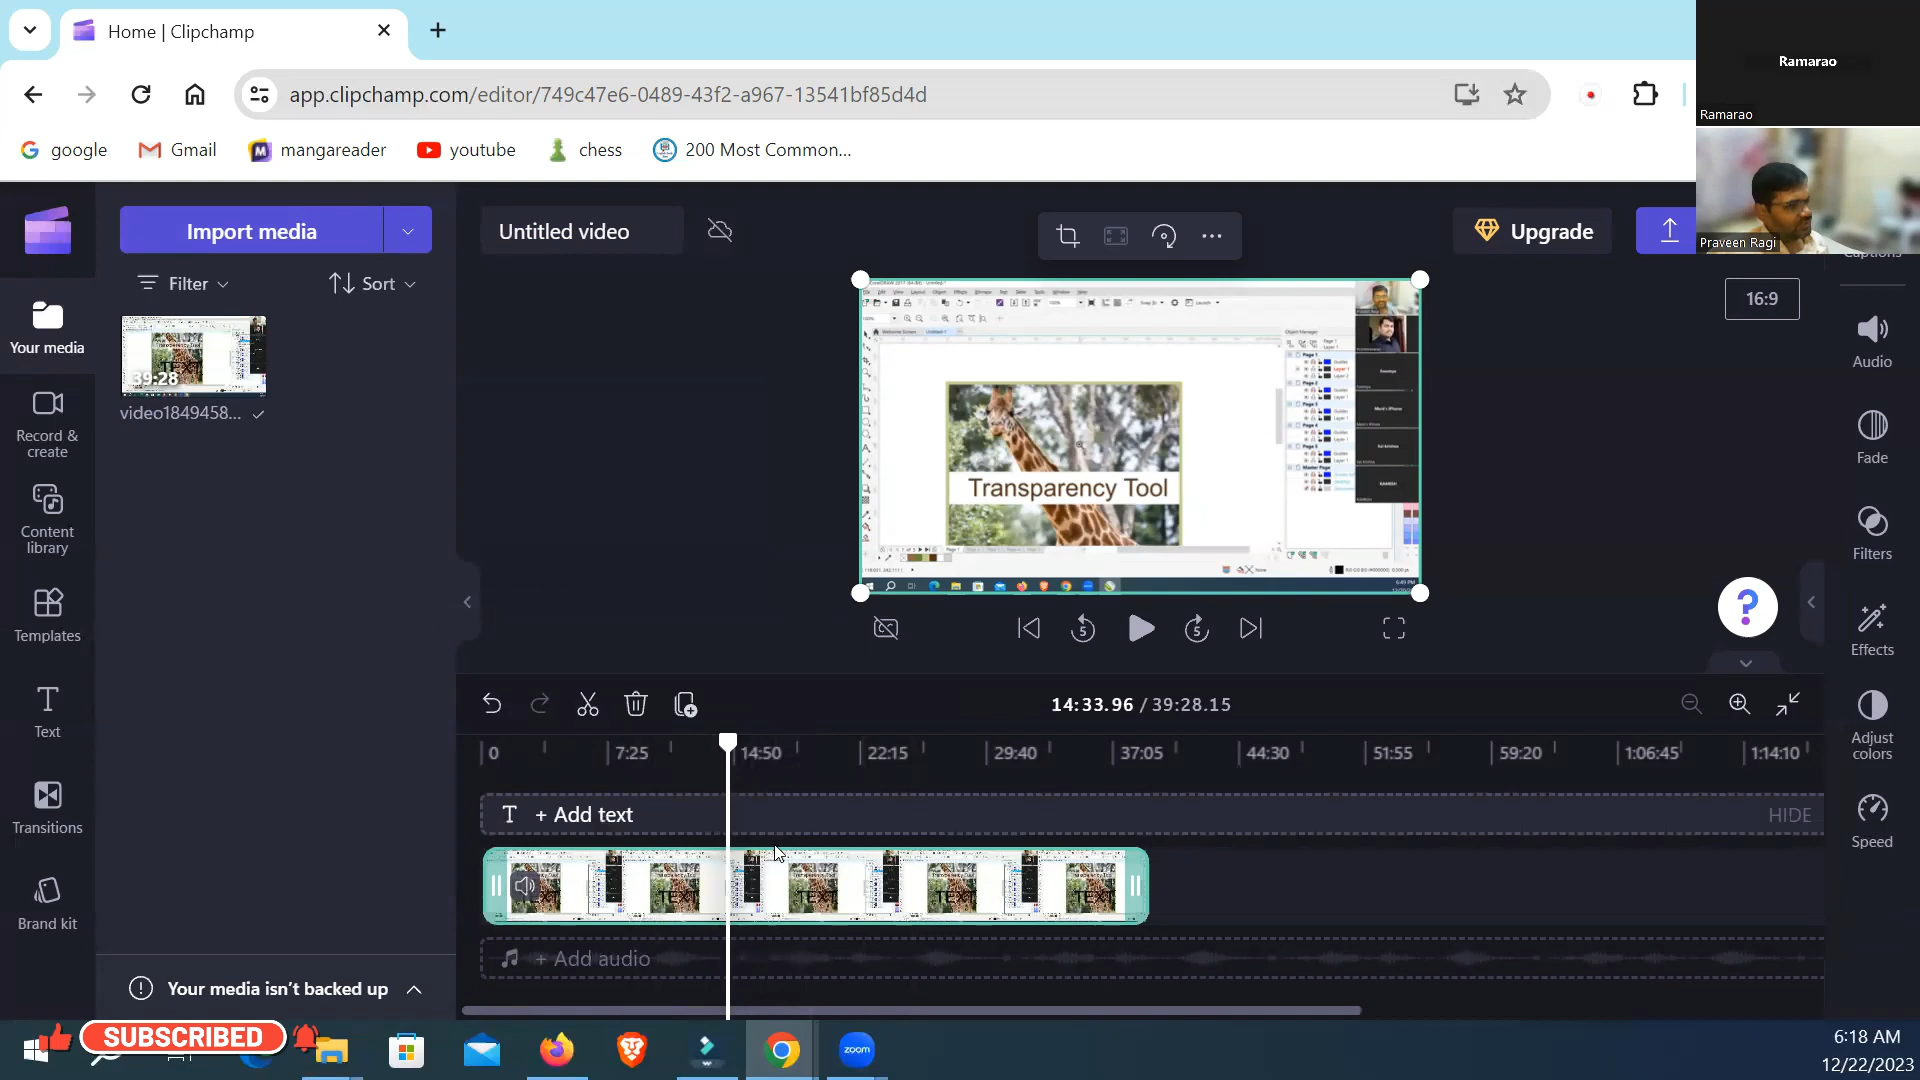 Home | Clipchamp
app.clipchamp.com/editor/749c47e6-0489-43f2-a967-13541bf85d4d
google
Gmail
mangareader
youtube
chess
200 Most Common...
Ramarao
Ramarao
Praveen Ragi
Import media
Untitled video
Upgrade
Filter
Sort
16:9
Your media
39:28
video1849458...
Record &
create
Content
library
Templates
Text
Transitions
Brand kit
Transparency Tool
Audio
Fade
Filters
Effects
Adjust
colors
Speed
5
5
14:33.96 / 39:28.15
0
7:25
14:50
22:15
29:40
37:05
44:30
51:55
59:20
1:06:45
1:14:10
T + Add text
HIDE
+ Add audio
Your media isn't backed up
SUBSCRIBED
zoom
6:18 AM
12/22/2023